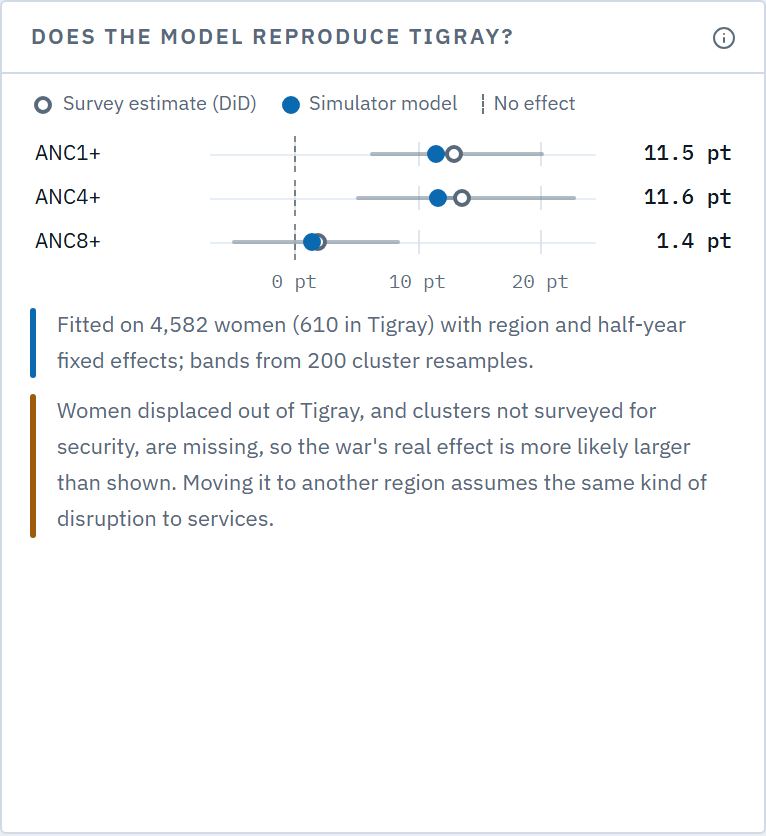 DOES THE MODEL REPRODUCE TIGRAY?
Survey estimate (DiD) Simulator model No effect
ANC1+ 11.5 pt
ANC4+ 11.6 pt
ANC8+ 1.4 pt
0 pt 10 pt 20 pt
Fitted on 4,582 women (610 in Tigray) with region and half-year
fixed effects; bands from 200 cluster resamples.
Women displaced out of Tigray, and clusters not surveyed for
security, are missing, so the war's real effect is more likely larger
than shown. Moving it to another region assumes the same kind of
disruption to services.